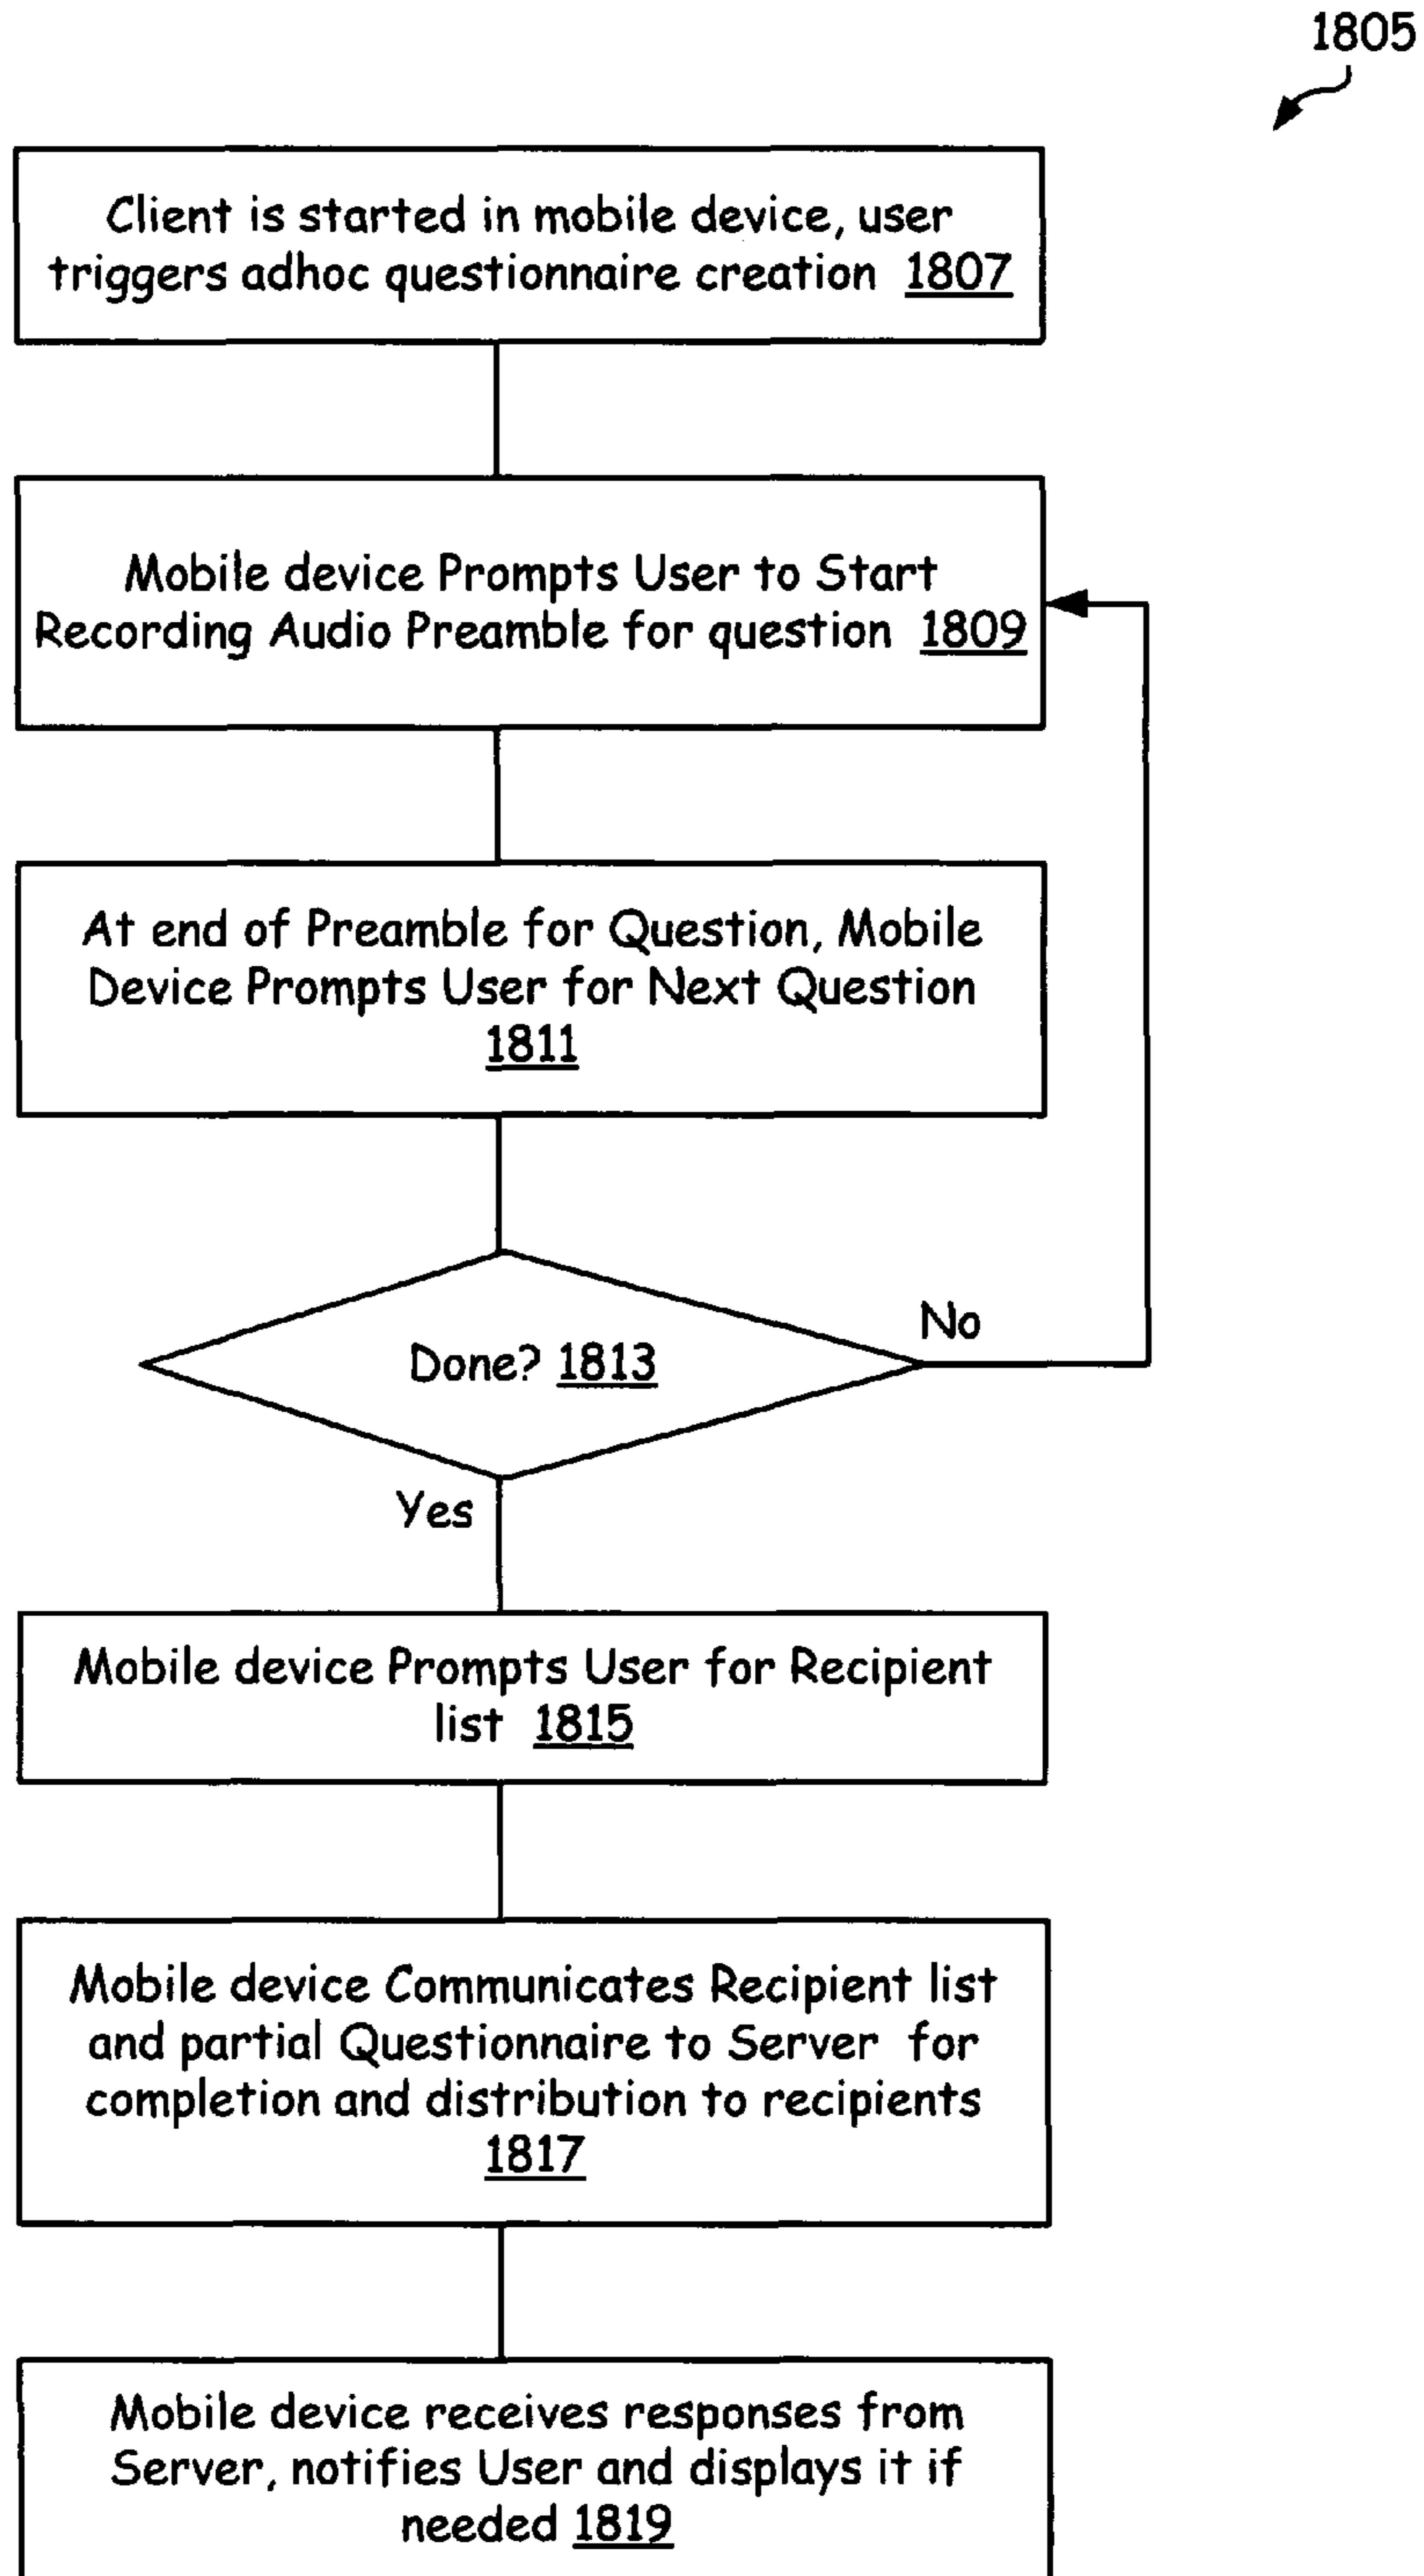 1805
Client is started in mobile device, user
triggers adhoc questionnaire creation 1807
Mobile device Prompts User to Start
Recording Audio Preamble for question 1809
At end of Preamble for Question, Mobile
Device Prompts User for Next Question
1811
No
Done? 1813
Yes
Mobile device Prompts User for Recipient
list 1815
Mobile device Communicates Recipient list
and partial Questionnaire to Server for
completion and distribution to recipients
1817
Mobile device receives responses from
Server, notifies User and displays it if
needed 1819